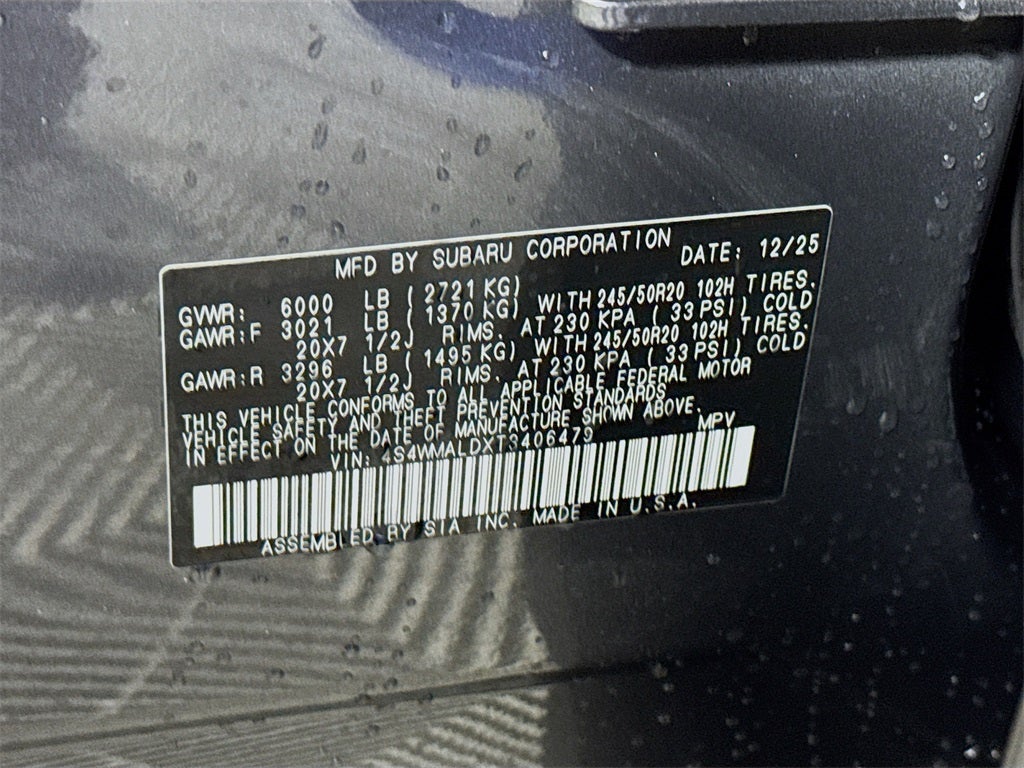 MFD BY SUBARU CORPORATION DATE: 12/25
GVWR: 6000 LB ( 2721 KG)
GAWR:F 3021 LB ( 1370 KG) WITH 245/50R20 102H TIRES.
20X7 1/2J RIMS. AT 230 KPA ( 33 PSI) COLD
GAWR:R 3296 LB ( 1495 KG) WITH 245/50R20 102H TIRES.
20X7 1/2J RIMS. AT 230 KPA ( 33 PSI) COLD
THIS VEHICLE CONFORMS TO ALL APPLICABLE FEDERAL MOTOR
VEHICLE SAFETY AND THEFT PREVENTION STANDARDS
IN EFFECT ON THE DATE OF MANUFACTURE SHOWN ABOVE.
VIN: 4S4WMALDXT3406479 MPV
ASSEMBLED BY SIA INC. MADE IN U.S.A.